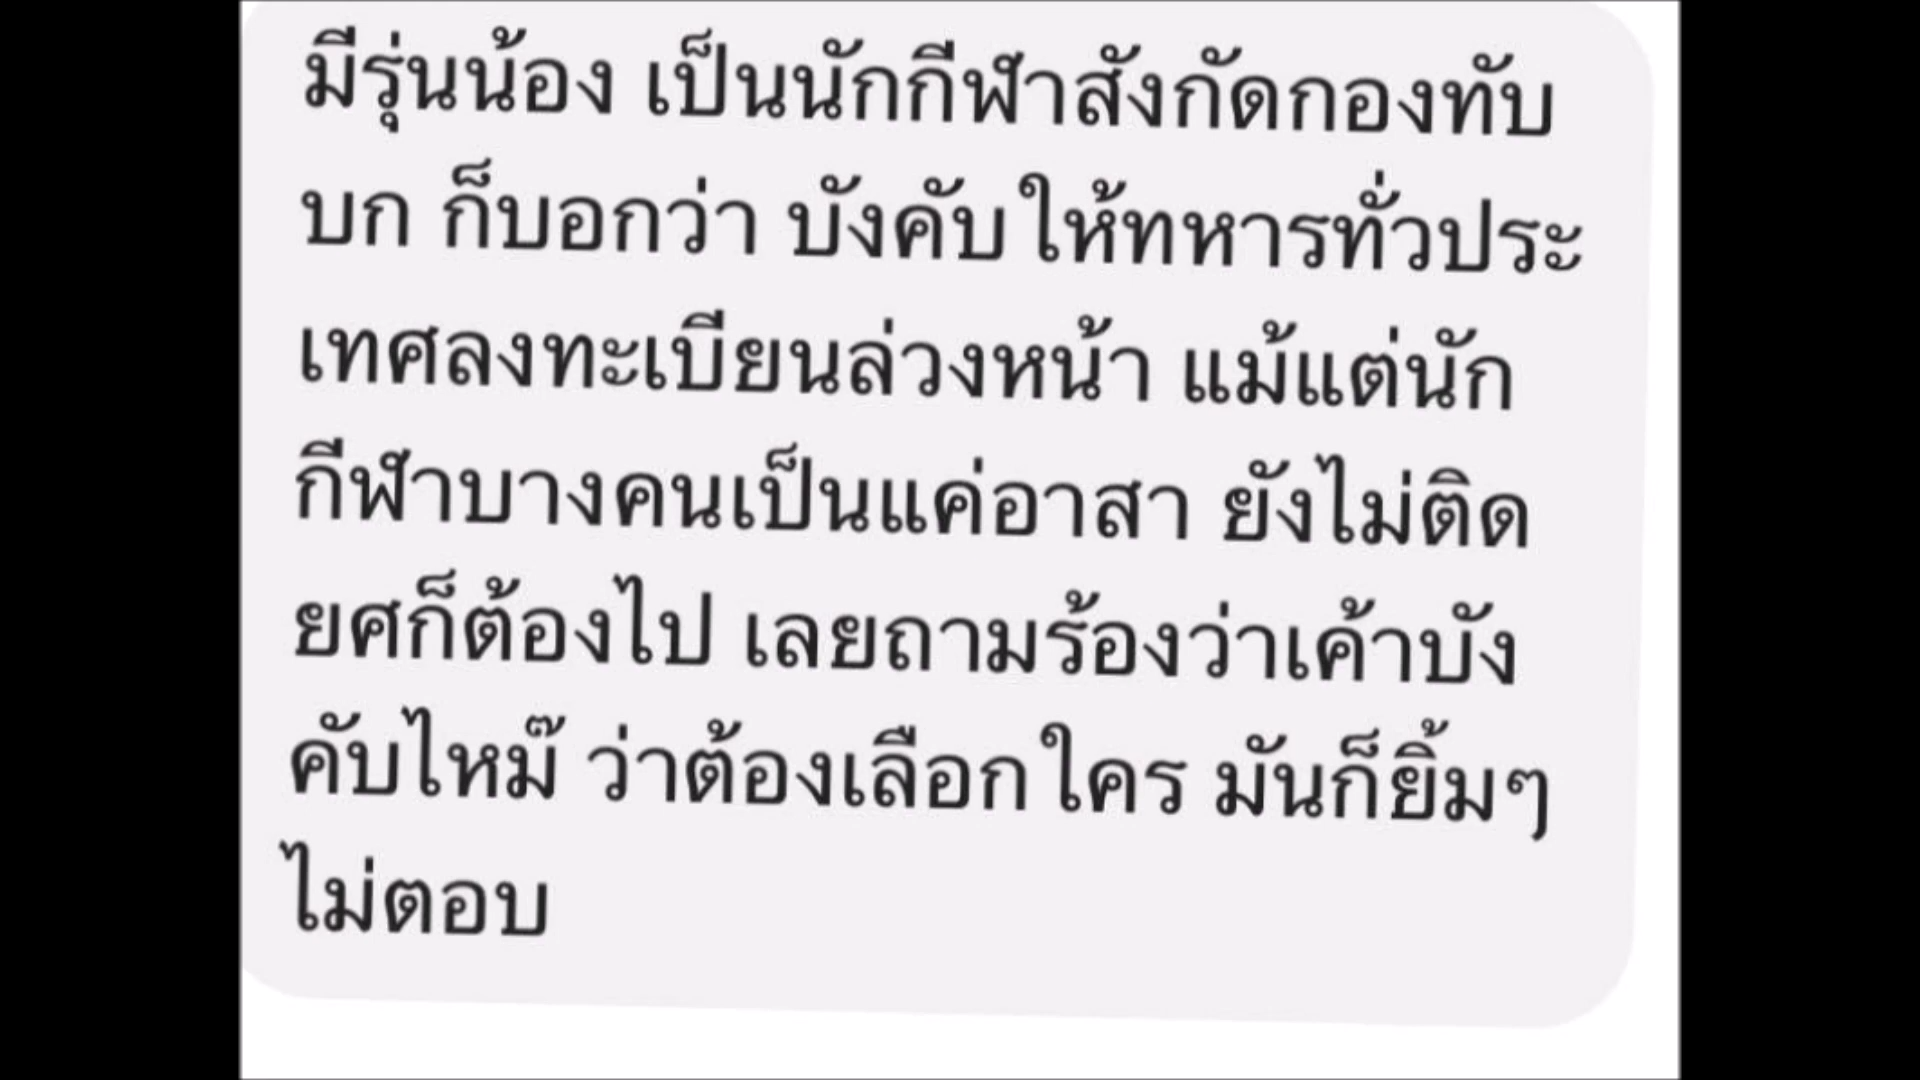 มีรุ่นน้อง เป็นนักกีฬาสังกัดกองทับ
บก ก็บอกว่า บังคับให้ทหารทั่วประ
เทศลงทะเบียนล่วงหน้า แม้แต่นัก
กีฬาบางคนเป็นแค่อาสา ยังไม่ติด
ยศก็ต้องไป เลยถามร้องว่าเค้าบัง
คับไหม๊ ว่าต้องเลือกใคร มันก็ยิ้มๆ
ไม่ตอบ